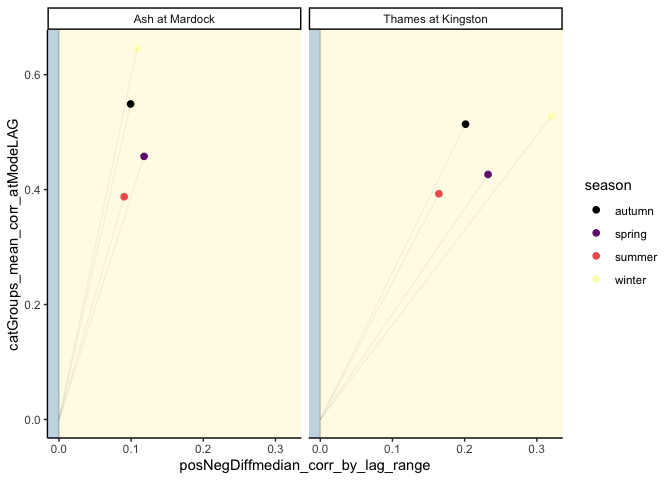 Ash at Mardock
Thames at Kingston
catGroups_mean_corr_atModeLAG
0.6
0.4
0.2
0.0
0.0 0.1 0.2 0.3
0.0 0.1 0.2 0.3
posNegDiffmedian_corr_by_lag_range
season
autumn
spring
summer
winter